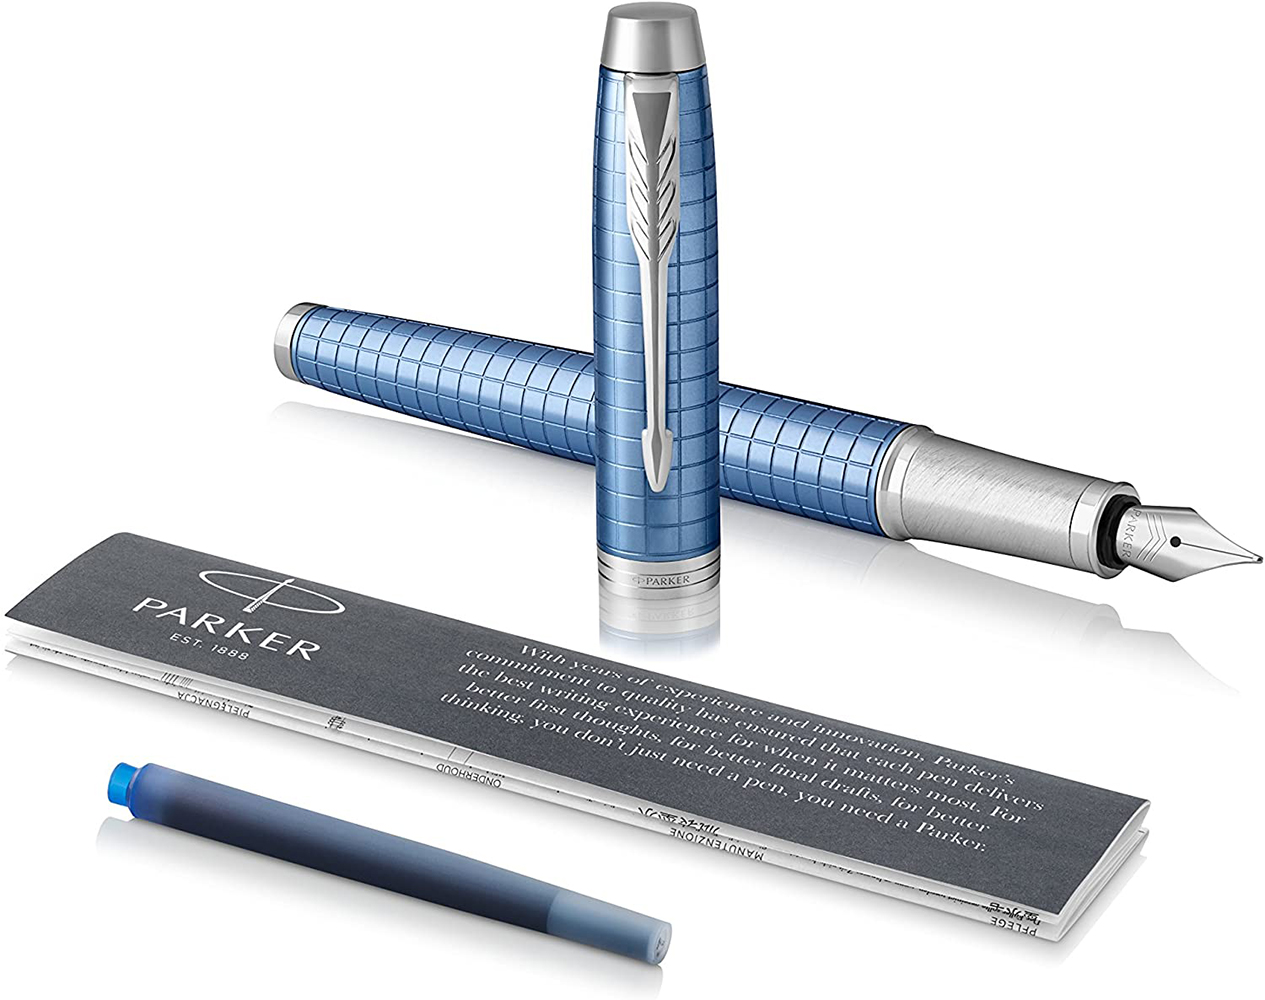 PARKER
PARKER
PARKER
EST. 1888
With years of experience and innovation, Parker's
commitment to quality has ensured that each pen delivers
the best writing experience for when it matters most. For
better first thoughts, for better final drafts, for better
thinking, you don't just need a pen, you need a Parker.
PIELĘGNACJA
ONDERHOUD
MANUTENZIONE
PFLEGE